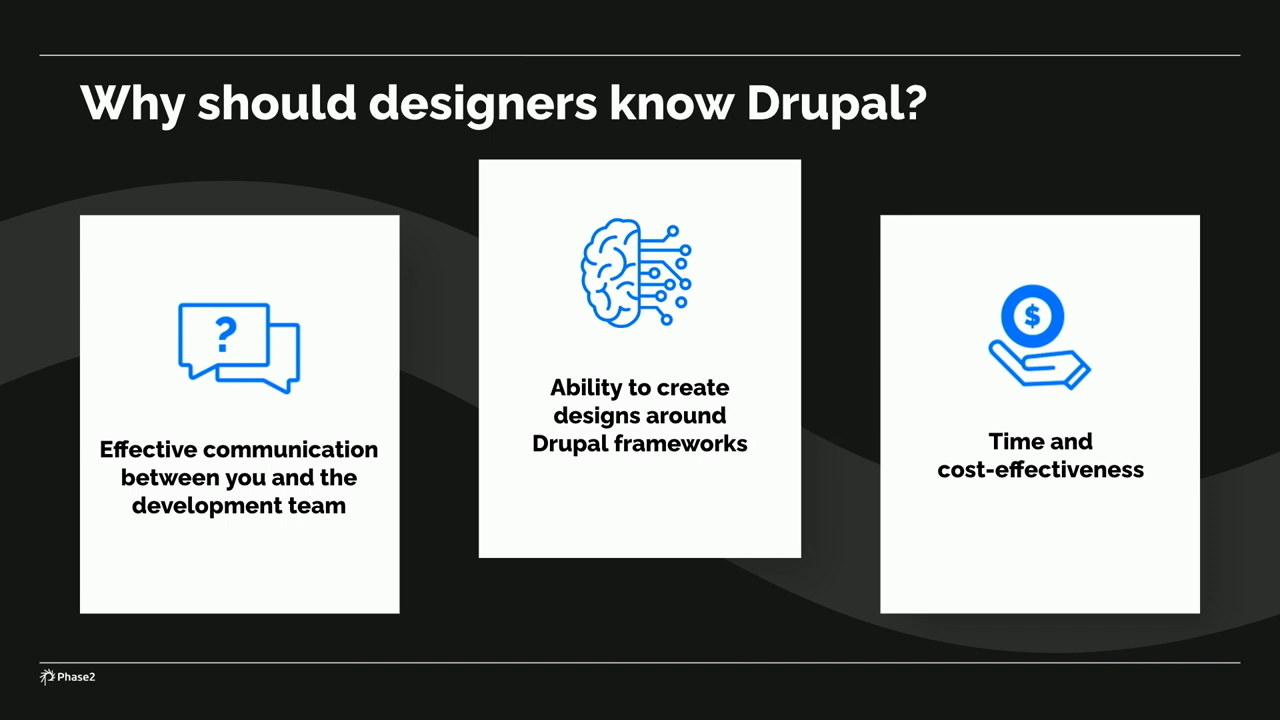 Why should designers know Drupal?
?
Effective communication
between you and the
development team
Ability to create
designs around
Drupal frameworks
$
Time and
cost-effectiveness
Phase2